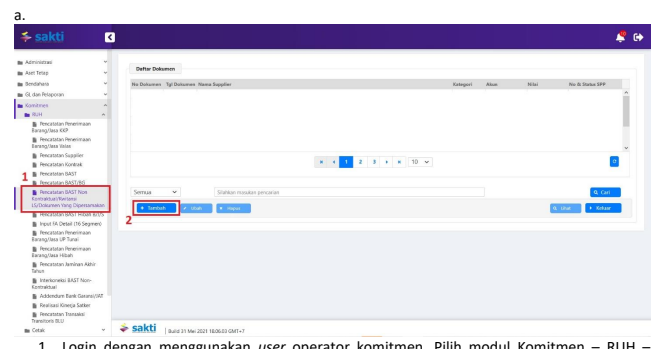 a.
sakti
Administrasi
Aset Tetap
Bendahara
GL dan Pelaporan
Komitmen
RUH
Pencatatan Penerimaan
Barang/Jasa KKP
Pencatatan Penerimaan
Barang/Jasa Valas
Pencatatan Supplier
Pencatatan Kontrak
Pencatatan BAST
Pencatatan BAST/BG
1
Pencatatan BAST Non
Kontraktual/Kwitansi
LS/Dokumen Yang Dipersamakan
Pencatatan BAST Hibah B/J/S
Input FA Detail (16 Segmen)
Pencatatan Penerimaan
Barang/Jasa UP Tunai
Pencatatan Penerimaan
Barang/Jasa Hibah
Pencatatan Jaminan Akhir
Tahun
Interkoneksi BAST Non-
Kontraktual
Addendum Bank Garansi/JAT
Realisasi Kinerja Satker
Pencatatan Transaksi
Transitoris BLU
Cetak
Daftar Dokumen
No Dokumen Tgl Dokumen Nama Supplier Kategori Akun Nilai No & Status SPP
1 2 3 10
Semua Silahkan masukan pencarian Cari
2
Tambah Ubah Hapus Lihat Keluar
sakti Build 31 Mei 2021 18.06.03 GMT+7
1. Login dengan menggunakan user operator komitmen. Pilih modul Komitmen – RUH –